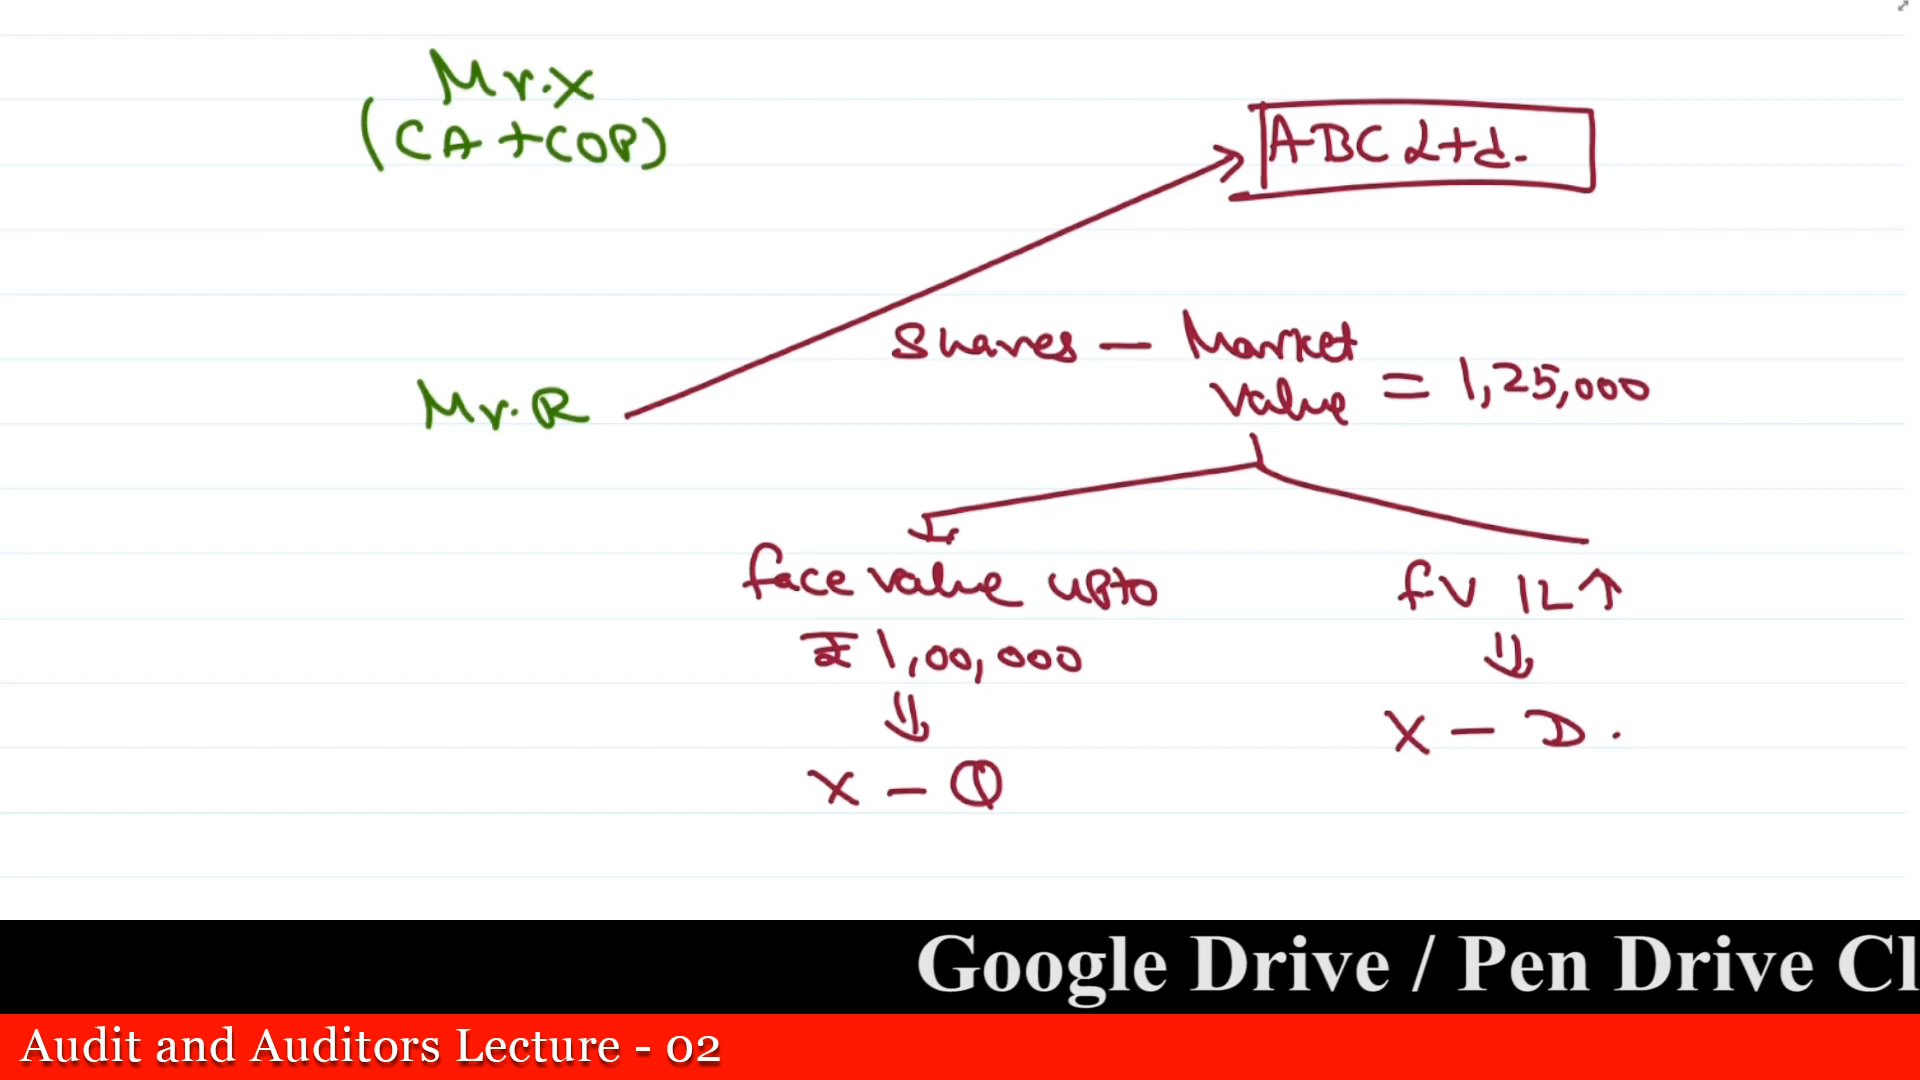 Mr. X
(CA + COP)
ABC Ltd.
Shares — Market
Value = 1,25,000
Mr. R
face value upto
₹ 1,00,000
FV 1L ↑
X - D.
X - Q
Google Drive / Pen Drive Cl
Audit and Auditors Lecture - 02